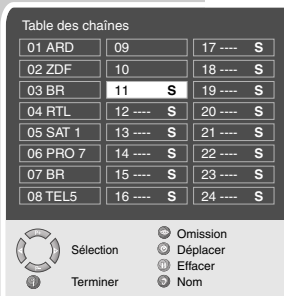 Table des chaînes
01 ARD 09 17 ---- S
02 ZDF 10 18 ---- S
03 BR 11 S 19 ---- S
04 RTL 12 ---- S 20 ---- S
05 SAT 1 13 ---- S 21 ---- S
06 PRO 7 14 ---- S 22 ---- S
07 BR 15 ---- S 23 ---- S
08 TEL5 16 ---- S 24 ---- S
Sélection
Terminer
Omission
Déplacer
Effacer
Nom